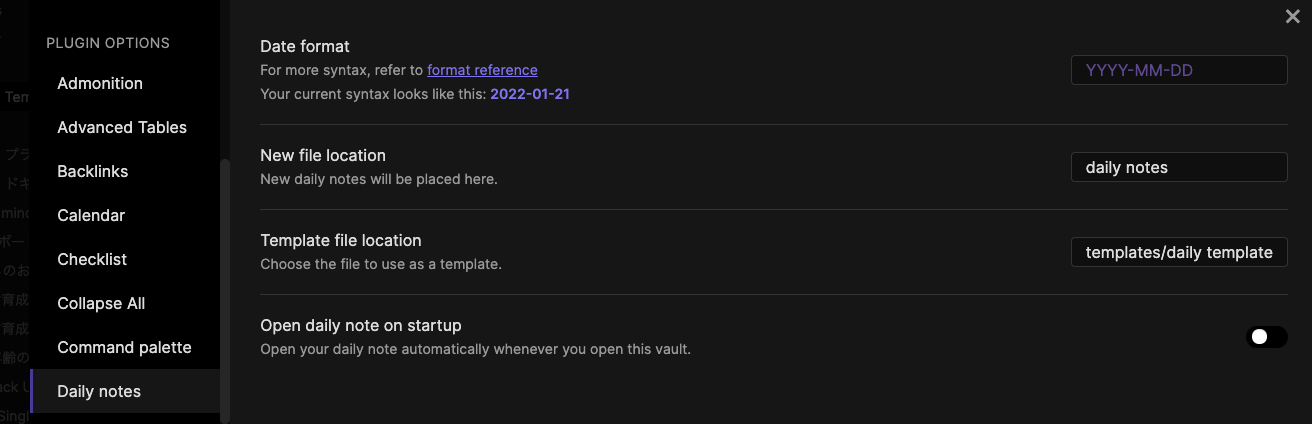 PLUGIN OPTIONS
Admonition
Advanced Tables
Backlinks
Calendar
Checklist
Collapse All
Command palette
Daily notes
Date format
For more syntax, refer to format reference
Your current syntax looks like this: 2022-01-21
YYYY-MM-DD
New file location
New daily notes will be placed here.
daily notes
Template file location
Choose the file to use as a template.
templates/daily template
Open daily note on startup
Open your daily note automatically whenever you open this vault.